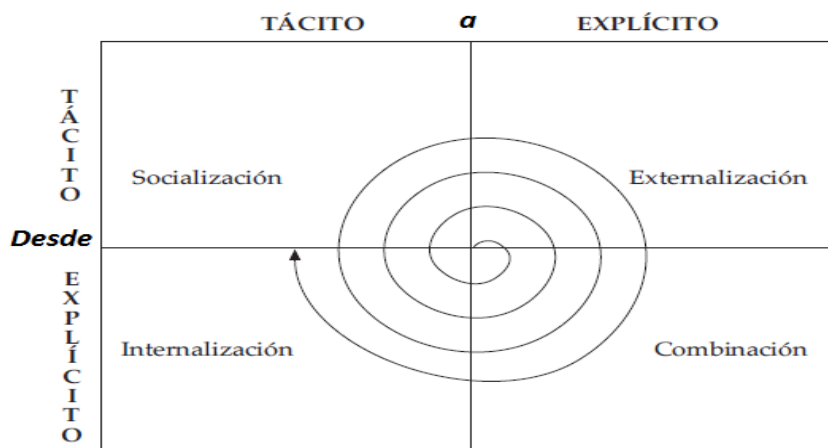 TÁCITO a EXPLÍCITO
TÁCITO
Socialización Externalización
Desde
EXPLÍCITO
Internalización Combinación